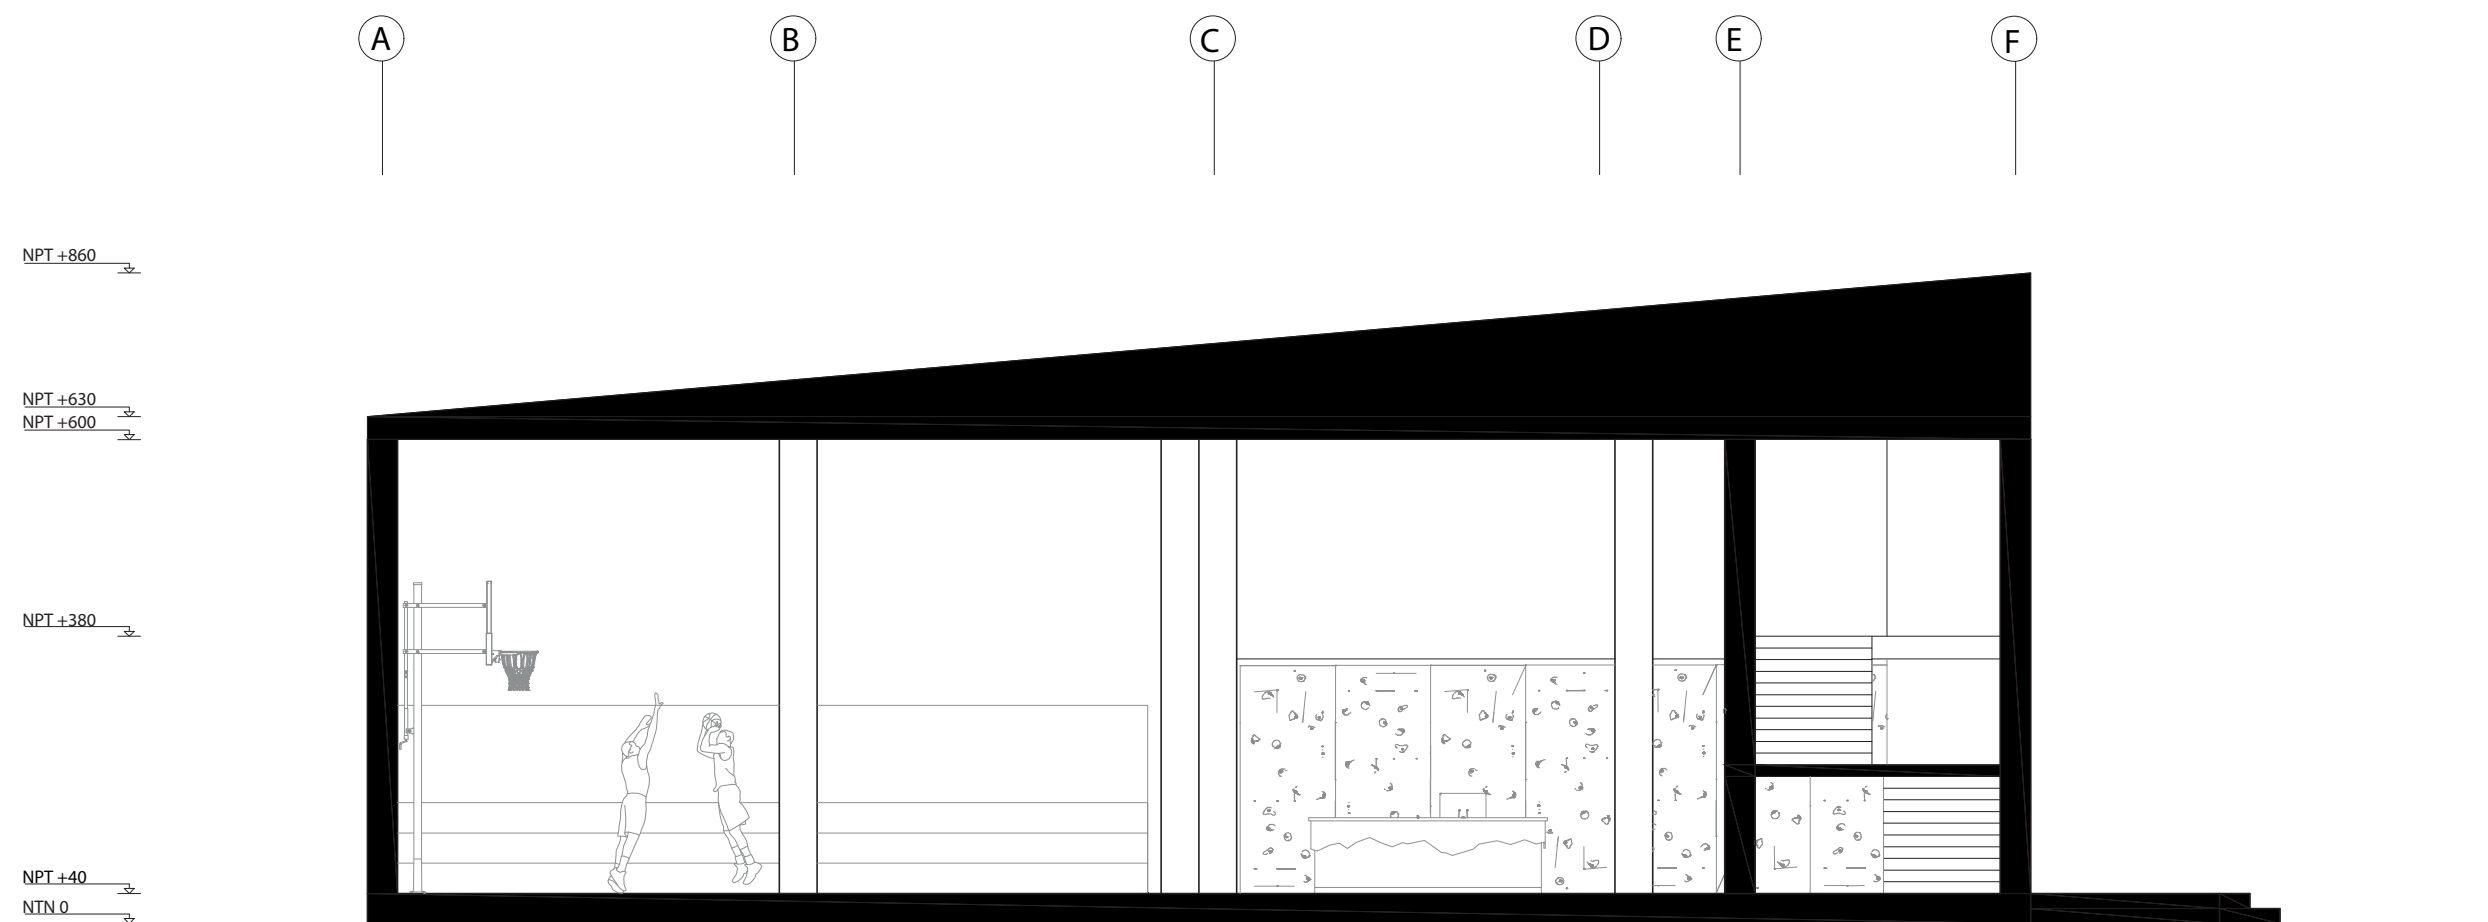 A B C D E F
NPT +860
NPT +630
NPT +600
NPT +380
NPT +40
NTN 0